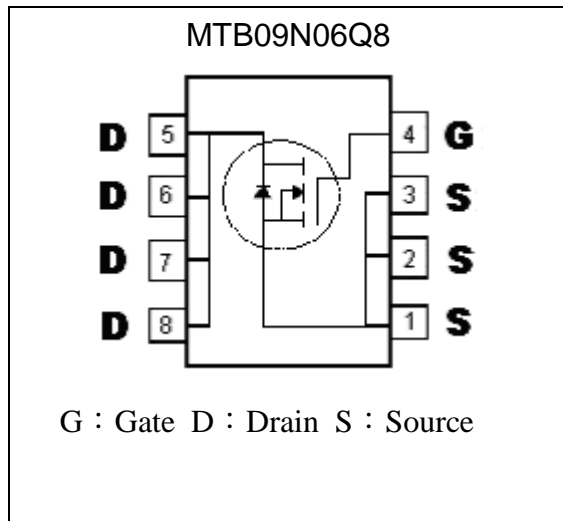 MTB09N06Q8
D 5 4 G
D 6 3 S
D 7 2 S
D 8 1 S
G：Gate D：Drain S：Source